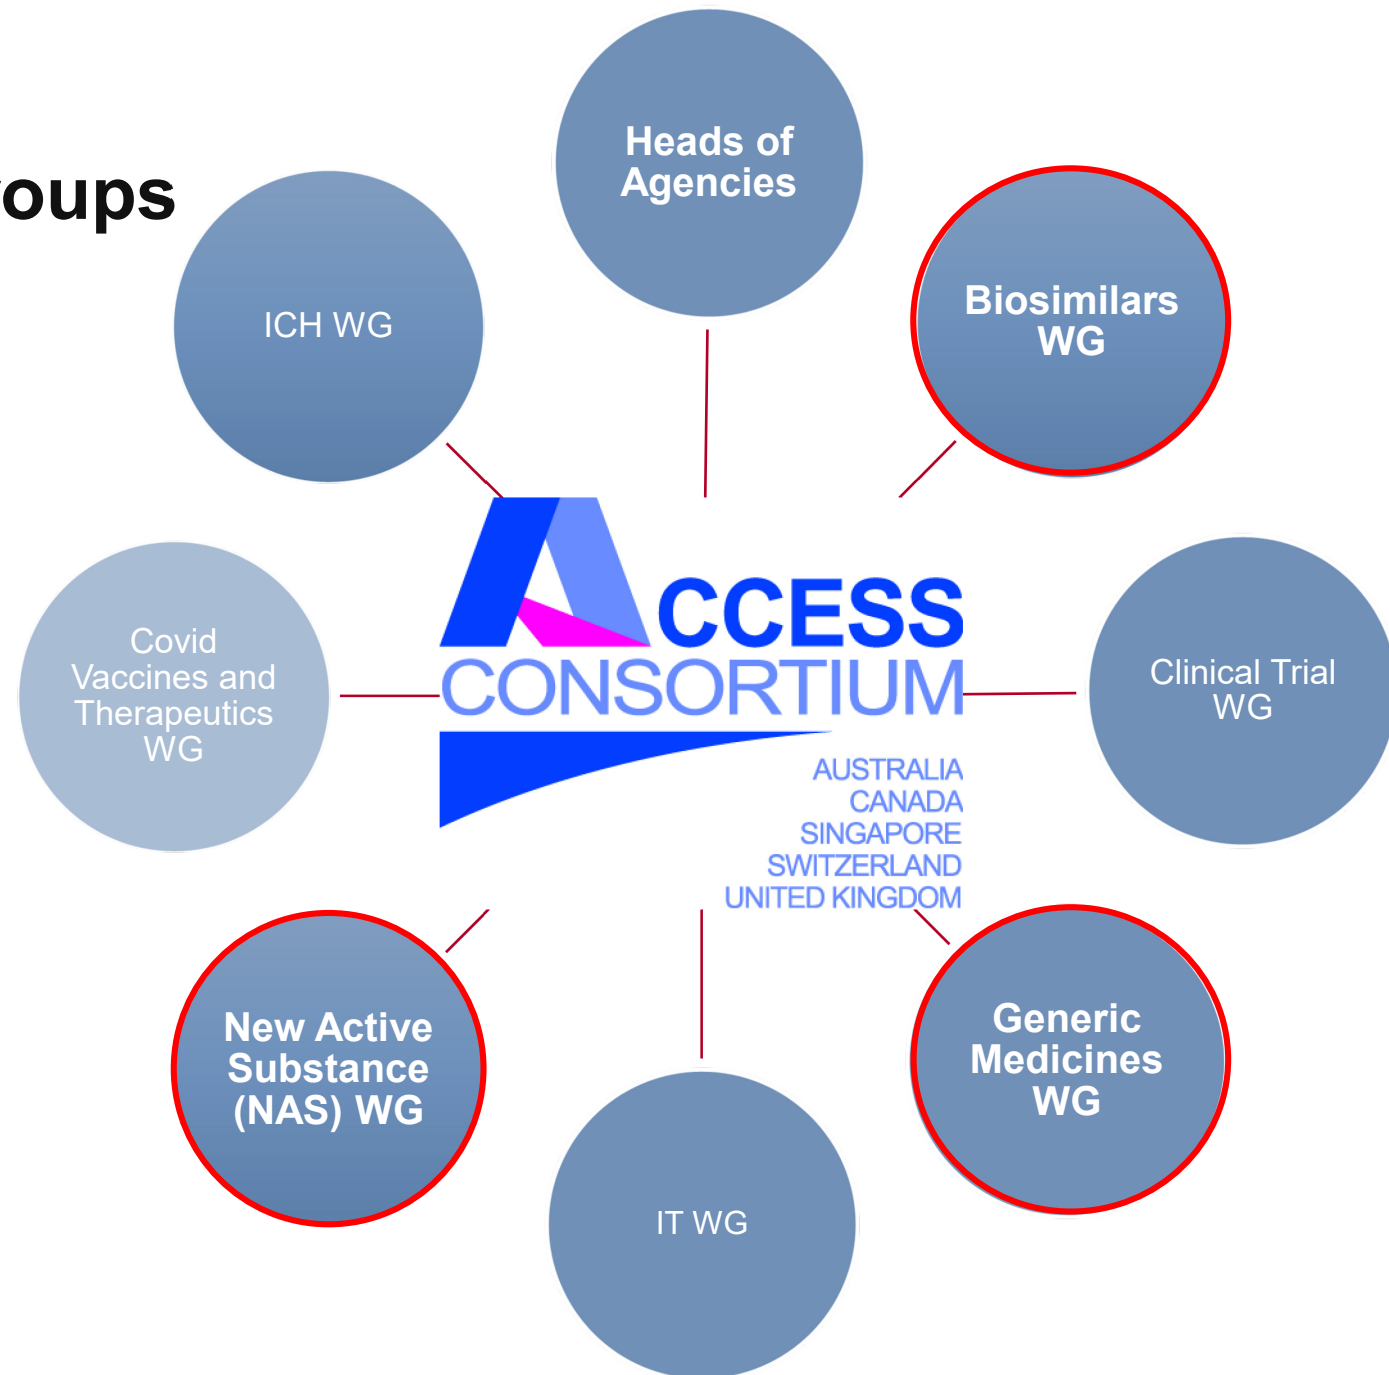 roups
Heads of
Agencies
Biosimilars
WG
ICH WG
Covid
Vaccines and
Therapeutics
WG
ACCESS
CONSORTIUM
AUSTRALIA
CANADA
SINGAPORE
SWITZERLAND
UNITED KINGDOM
Clinical Trial
WG
New Active
Substance
(NAS) WG
Generic
Medicines
WG
IT WG